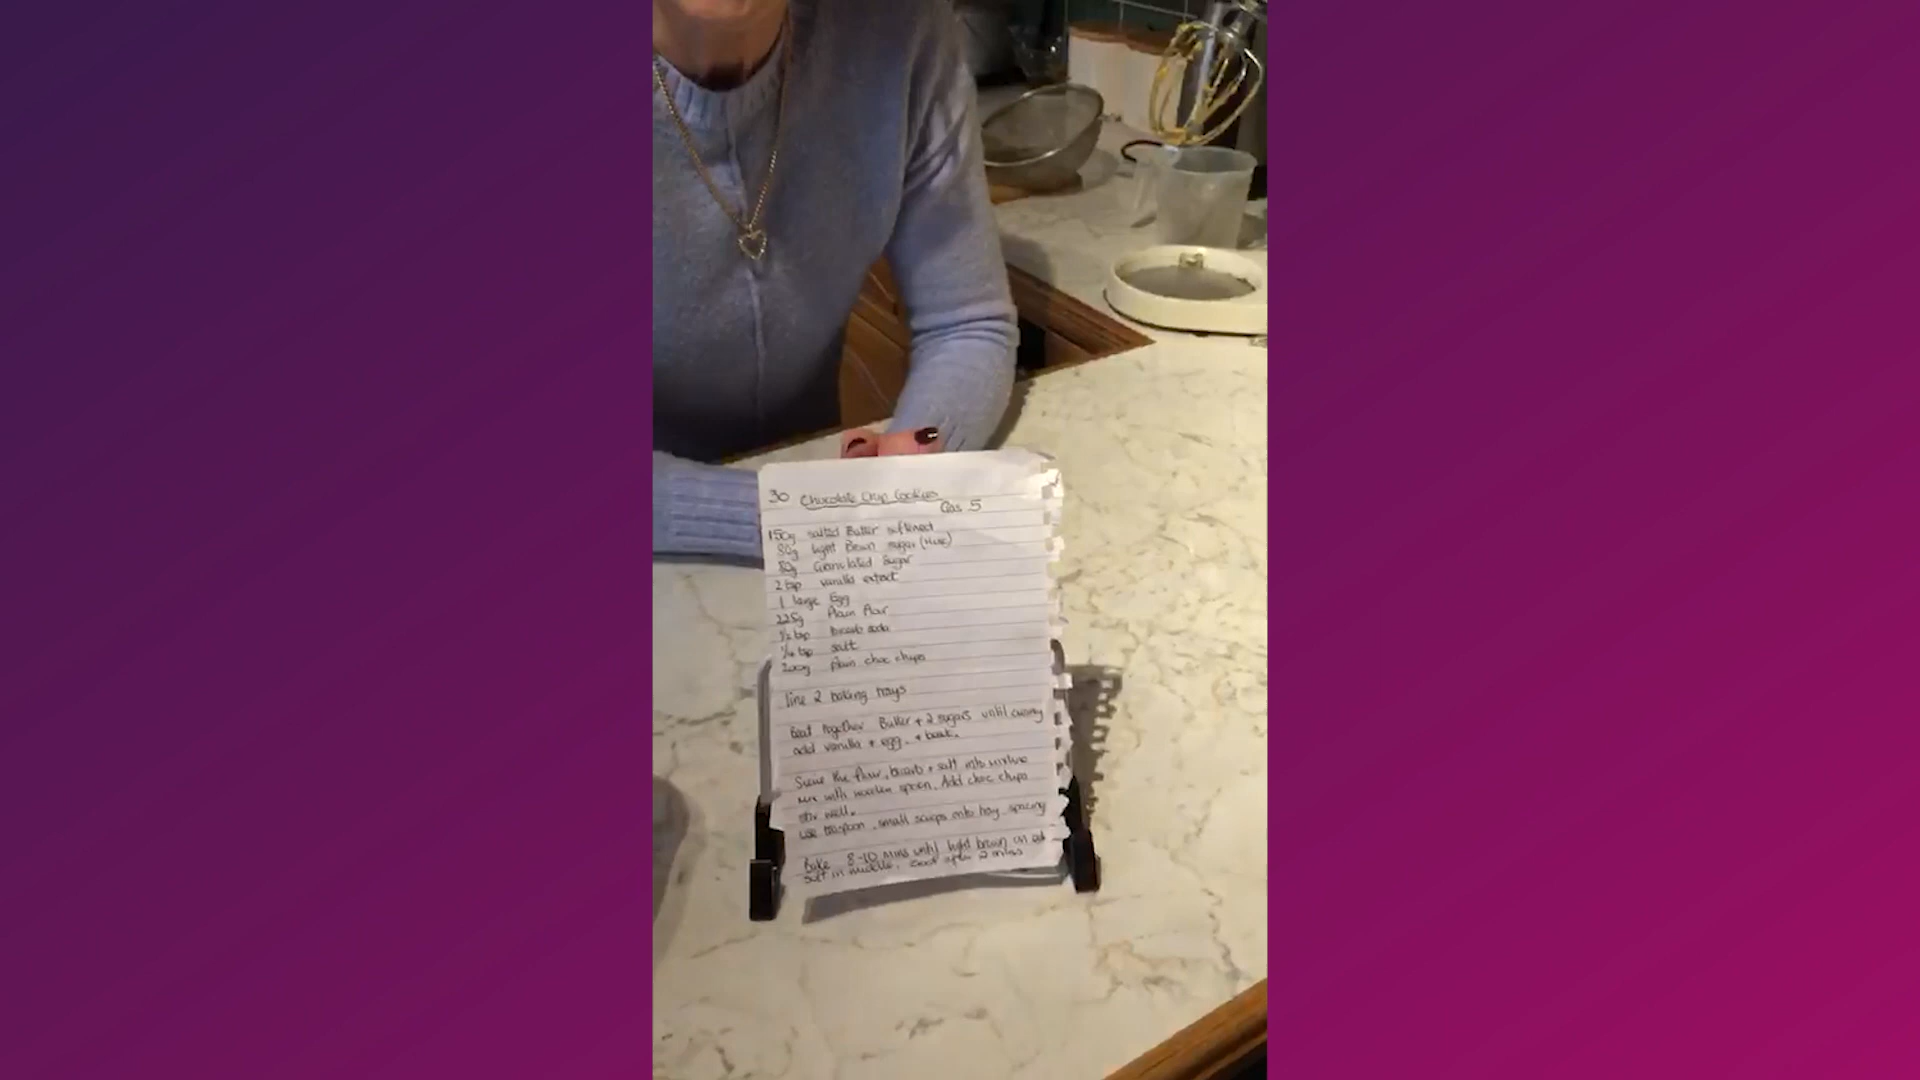 30 Chocolate Chip Cookies
Gas 5
150g salted Butter softened
80g light Brown sugar
80g Granulated Sugar
2 tsp vanilla extract
1 large Egg
225g Plain flour
1/2 tsp bicarb soda
1/4 tsp salt
200g plain choc chips
line 2 baking trays
Beat together Butter + 2 sugars until creamy
add vanilla + egg. + beat.
Sieve the flour, bicarb + salt into mixture
mix with wooden spoon. Add choc chips
stir well.
use teaspoon, small scoops onto tray spacing
Bake 8-10 mins until light brown on
soft in middle. after 2 mins